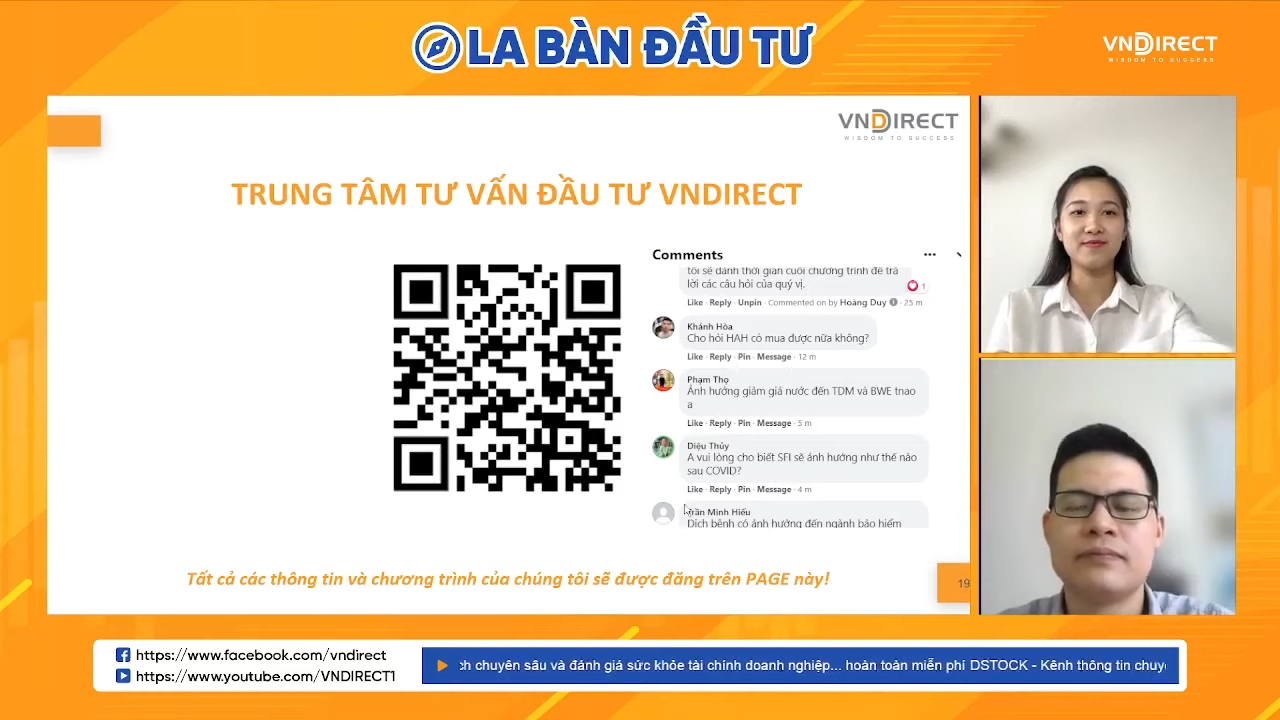 LA BÀN ĐẦU TƯ
VNDIRECT
WISDOM TO SUCCESS
VNDIRECT
WISDOM TO SUCCESS
TRUNG TÂM TƯ VẤN ĐẦU TƯ VNDIRECT
Comments
tôi sẽ dành thời gian cuối chương trình để trả
lời các câu hỏi của quý vị.
1
Like · Reply · Unpin · Commented on by Hoàng Duy · 25 m
Khánh Hòa
Cho hỏi HAH có mua được nữa không?
Like · Reply · Pin · Message · 12 m
Phạm Thọ
Ảnh hưởng giảm giá nước đến TDM và BWE tnao
a
Like · Reply · Pin · Message · 5 m
Diệu Thủy
A vui lòng cho biết SFI sẽ ảnh hưởng như thế nào
sau COVID?
Like · Reply · Pin · Message · 4 m
Trần Minh Hiếu
Dịch bệnh có ảnh hưởng đến ngành bảo hiểm
Tất cả các thông tin và chương trình của chúng tôi sẽ được đăng trên PAGE này!
19
https://www.facebook.com/vndirect
https://www.youtube.com/VNDIRECT1
ch chuyên sâu và đánh giá sức khỏe tài chính doanh nghiệp... hoàn toàn miễn phí DSTOCK - Kênh thông tin chuy